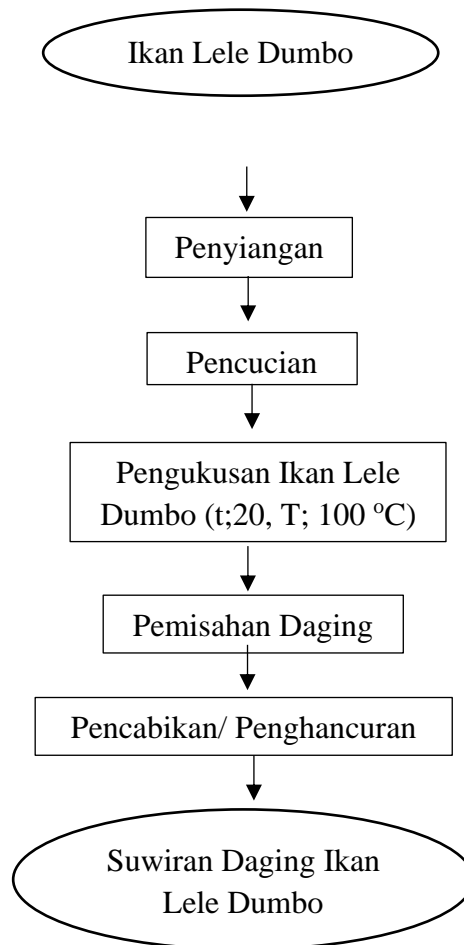 Ikan Lele Dumbo
Penyiangan
Pencucian
Pengukusan Ikan Lele
Dumbo (t;20, T; 100 °C)
Pemisahan Daging
Pencabikan/ Penghancuran
Suwiran Daging Ikan
Lele Dumbo